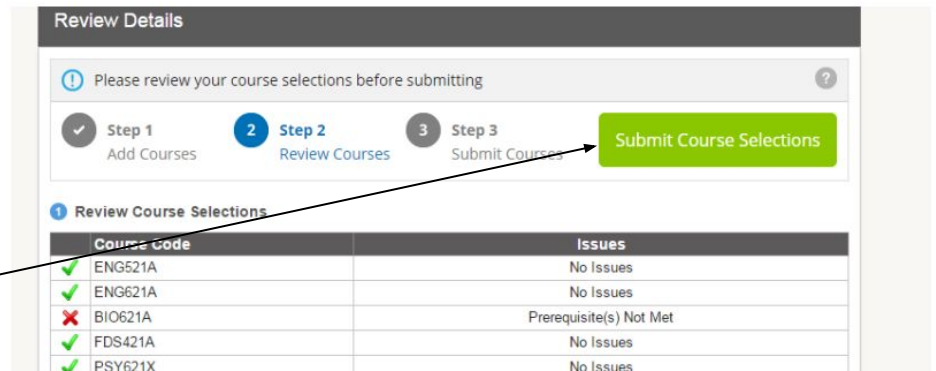 Review Details
Please review your course selections before submitting
?
Step 1
Add Courses
2
Step 2
Review Courses
3
Step 3
Submit Courses
Submit Course Selections
1 Review Course Selections
Course Code Issues
ENG521A No Issues
ENG621A No Issues
BIO621A Prerequisite(s) Not Met
FDS421A No Issues
PSY621X No Issues